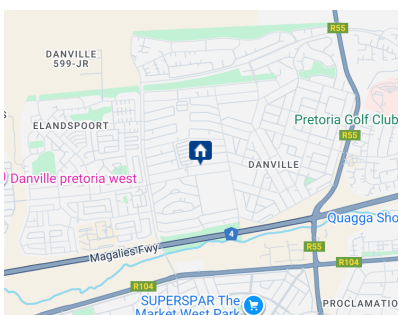 R55
DANVILLE
599-JR
s
Pretoria Golf Club
ELANDSPOORT
R55
DANVILLE
Danville pretoria west
Quagga Sho
4
Magalies Fwy
R55
R104
R104
SUPERSPAR The
Market West Park
PROCLAMATIO